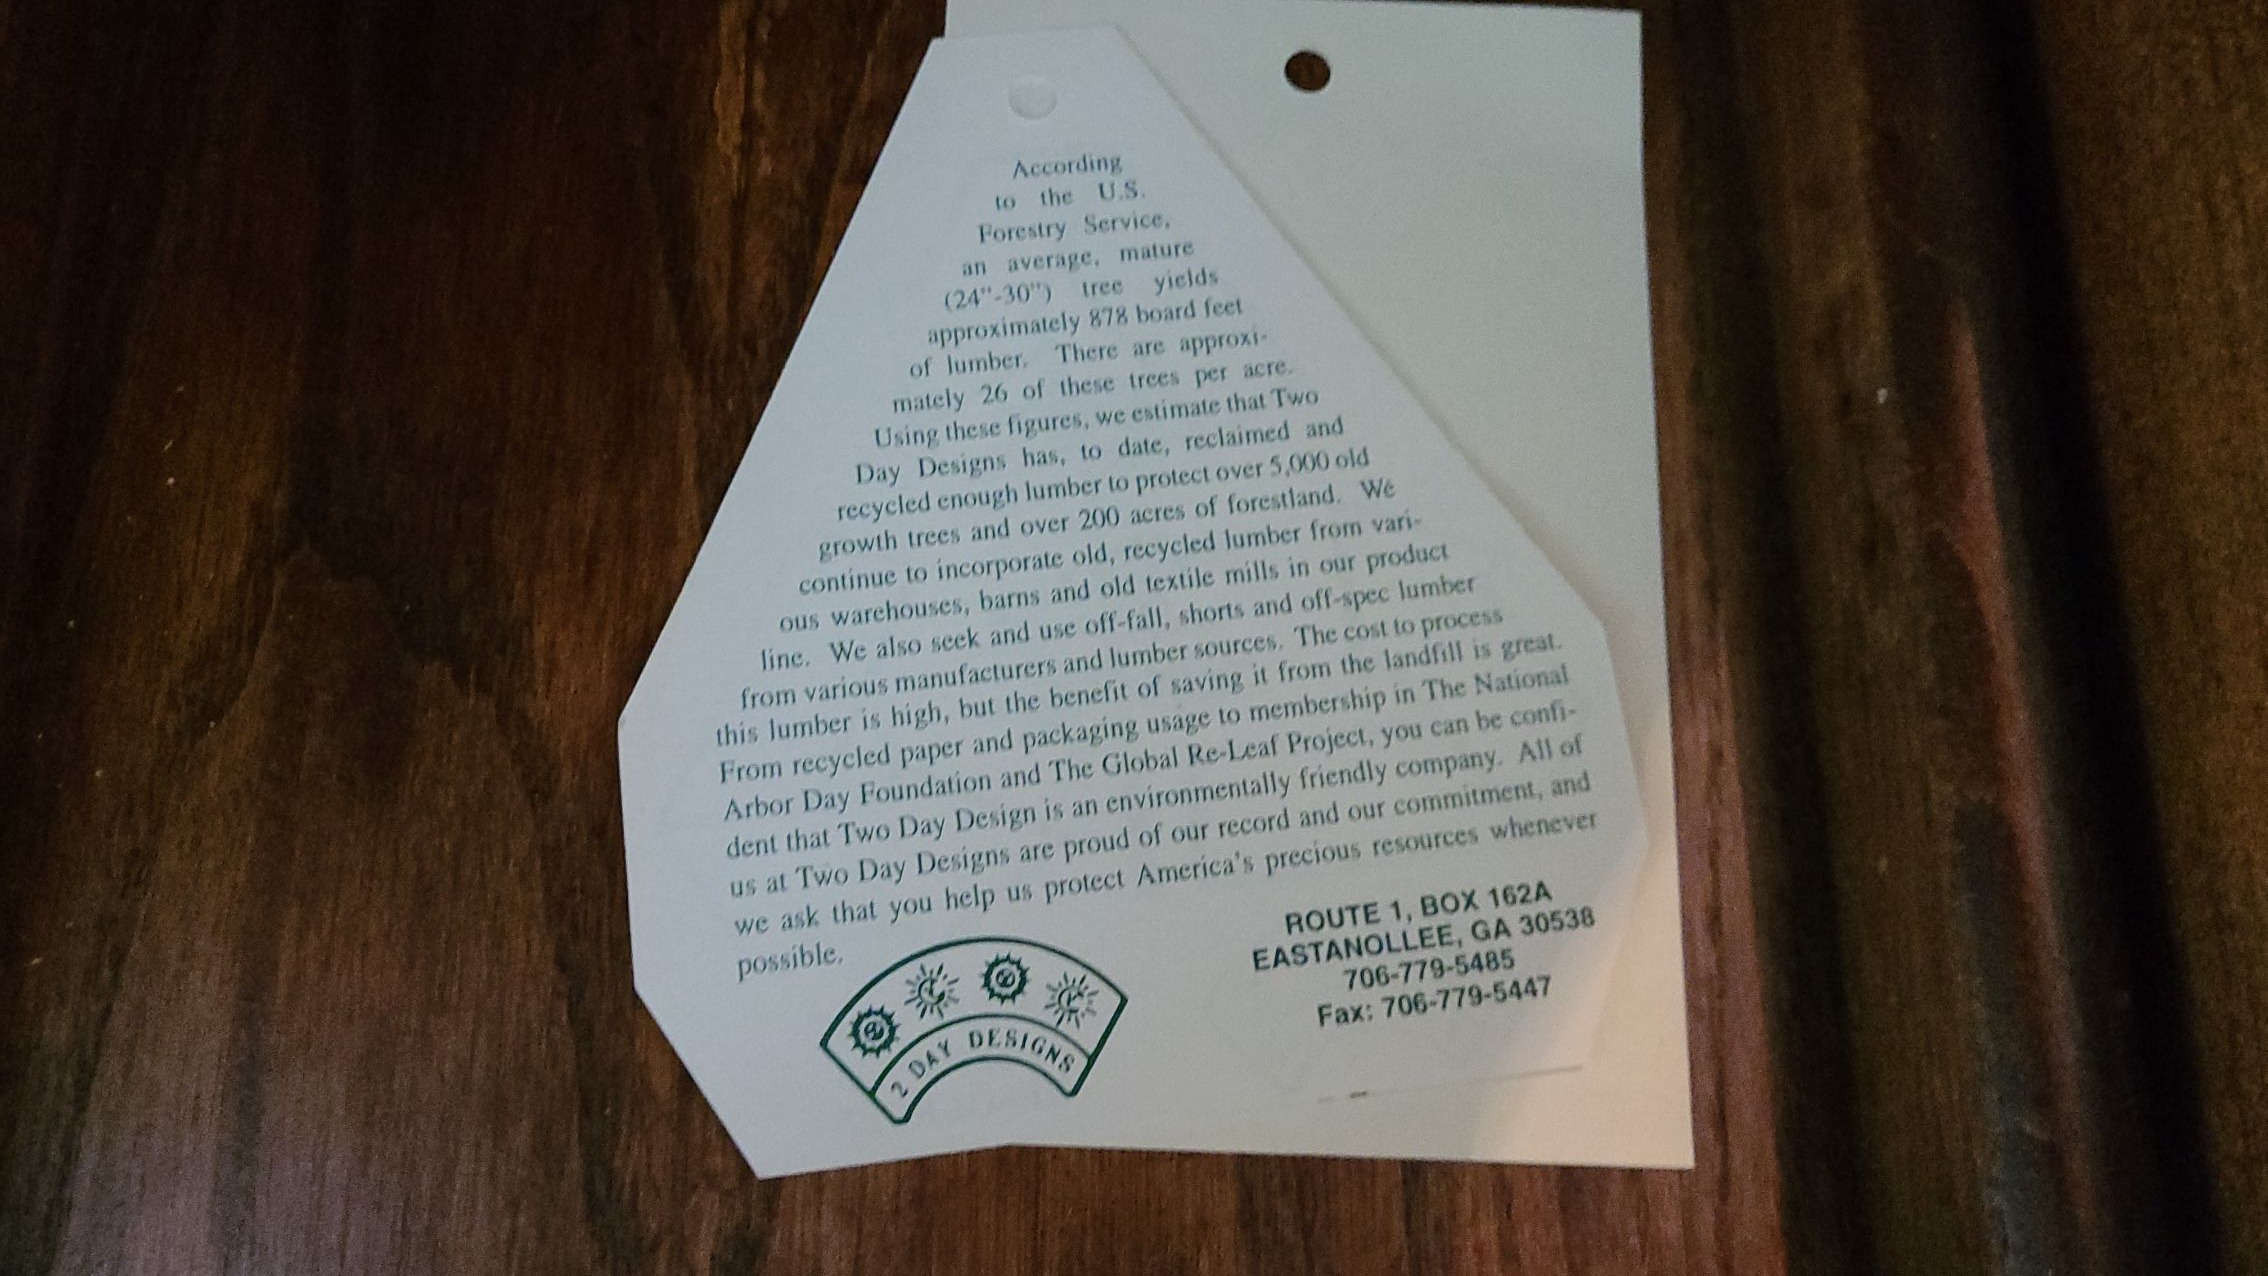 According
to the U.S.
Forestry Service,
an average, mature
(24"-30") tree yields
approximately 878 board feet
of lumber. There are approxi-
mately 26 of these trees per acre.
Using these figures, we estimate that Two
Day Designs has, to date, reclaimed and
recycled enough lumber to protect over 5,000 old
growth trees and over 200 acres of forestland. We
continue to incorporate old, recycled lumber from vari-
ous warehouses, barns and old textile mills in our product
line. We also seek and use off-fall, shorts and off-spec lumber
from various manufacturers and lumber sources. The cost to process
this lumber is high, but the benefit of saving it from the landfill is great.
From recycled paper and packaging usage to membership in The National
Arbor Day Foundation and The Global Re-Leaf Project, you can be confi-
dent that Two Day Design is an environmentally friendly company. All of
us at Two Day Designs are proud of our record and our commitment, and
we ask that you help us protect America's precious resources whenever
possible.
2 DAY DESIGNS
ROUTE 1, BOX 162A
EASTANOLLEE, GA 30538
706-779-5485
Fax: 706-779-5447